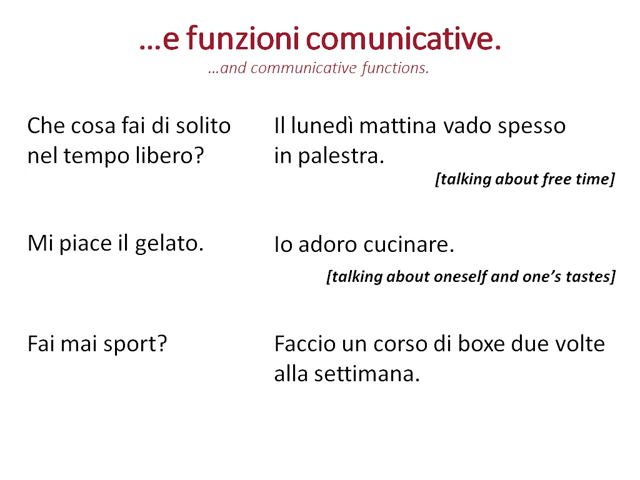 ...e funzioni comunicative.
...and communicative functions.
Che cosa fai di solito
nel tempo libero?
Il lunedì mattina vado spesso
in palestra.
[talking about free time]
Mi piace il gelato.
Io adoro cucinare.
[talking about oneself and one's tastes]
Fai mai sport?
Faccio un corso di boxe due volte
alla settimana.